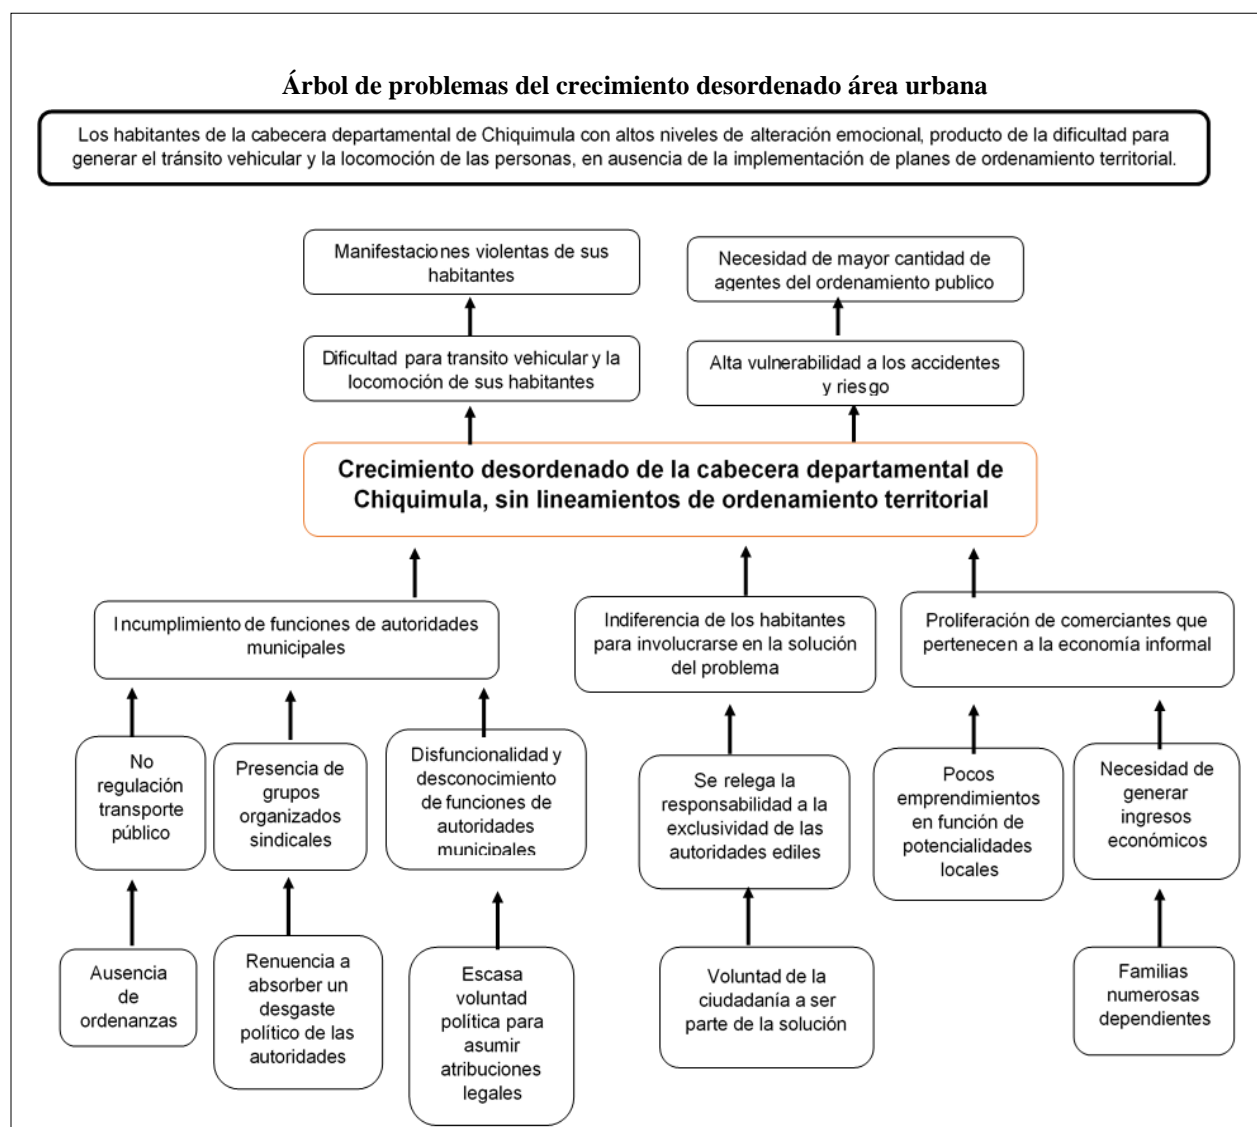 Árbol de problemas del crecimiento desordenado área urbana
Los habitantes de la cabecera departamental de Chiquimula con altos niveles de alteración emocional, producto de la dificultad para
generar el tránsito vehicular y la locomoción de las personas, en ausencia de la implementación de planes de ordenamiento territorial.
Manifestaciones violentas de sus
habitantes
Necesidad de mayor cantidad de
agentes del ordenamiento publico
Dificultad para transito vehicular y la
locomoción de sus habitantes
Alta vulnerabilidad a los accidentes
y riesgo
Crecimiento desordenado de la cabecera departamental de
Chiquimula, sin lineamientos de ordenamiento territorial
Incumplimiento de funciones de autoridades
municipales
Indiferencia de los habitantes
para involucrarse en la solución
del problema
Proliferación de comerciantes que
pertenecen a la economía informal
No
regulación
transporte
público
Presencia de
grupos
organizados
sindicales
Disfuncionalidad y
desconocimiento
de funciones de
autoridades
municipales
Se relega la
responsabilidad a la
exclusividad de las
autoridades ediles
Pocos
emprendimientos
en función de
potencialidades
locales
Necesidad de
generar
ingresos
económicos
Ausencia
de
ordenanzas
Renuencia a
absorber un
desgaste
político de las
autoridades
Escasa
voluntad
política para
asumir
atribuciones
legales
Voluntad de la
ciudadanía a ser
parte de la solución
Familias
numerosas
dependientes